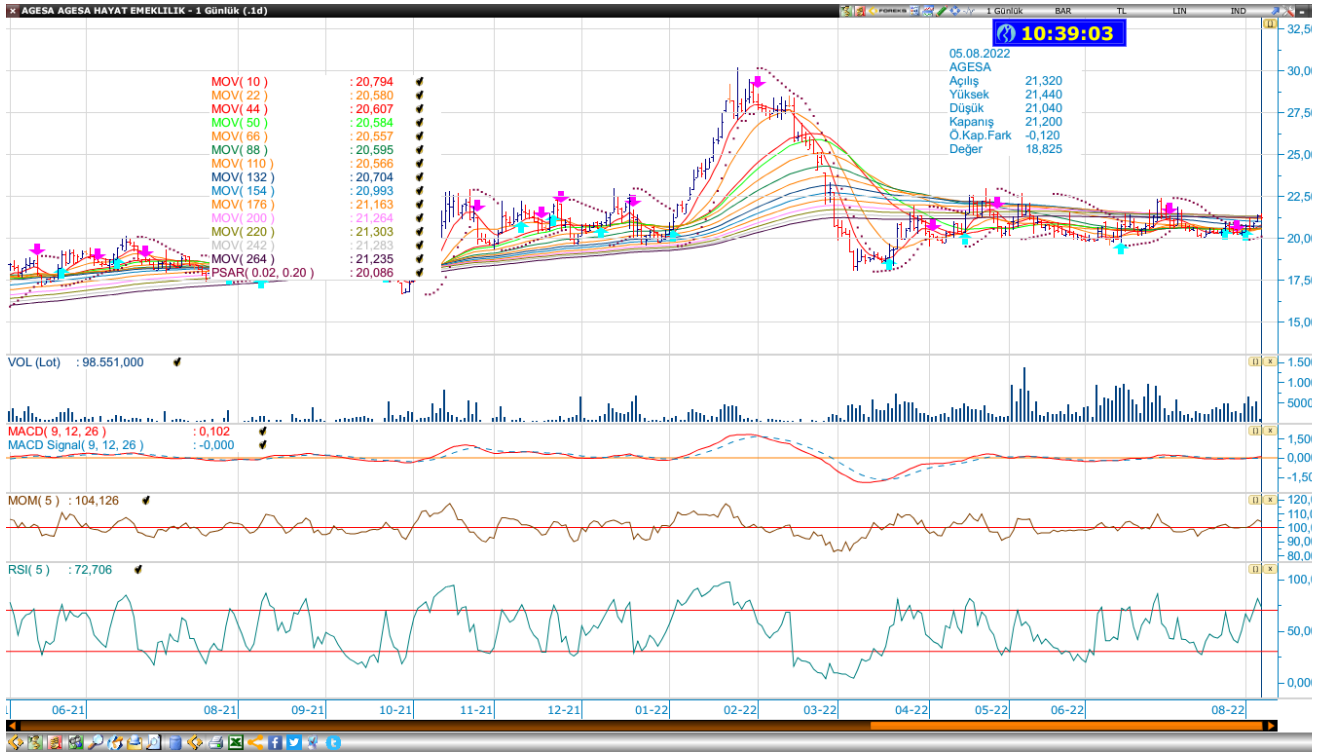 AGESA AGESA HAYAT EMEKLILIK - 1 Günlük (.1d)
FOREKS 1 Günlük BAR TL LIN IND
10:39:03
05.08.2022
AGESA
Açılış 21,320
Yüksek 21,440
Düşük 21,040
Kapanış 21,200
Ö.Kap.Fark -0,120
Değer 18,825
MOV( 10 ) : 20,794
MOV( 22 ) : 20,580
MOV( 44 ) : 20,607
MOV( 50 ) : 20,584
MOV( 66 ) : 20,557
MOV( 88 ) : 20,595
MOV( 110 ) : 20,566
MOV( 132 ) : 20,704
MOV( 154 ) : 20,993
MOV( 176 ) : 21,163
MOV( 200 ) : 21,264
MOV( 220 ) : 21,303
MOV( 242 ) : 21,283
MOV( 264 ) : 21,235
PSAR( 0.02, 0.20 ) : 20,086
32,5
30,0
27,50
25,0
22,50
20,00
17,50
15,0
VOL (Lot) : 98.551,000
1.50
1.00
5000
MACD( 9, 12, 26 ) : 0,102
MACD Signal( 9, 12, 26 ) : -0,000
1,500
0,000
-1,50
MOM( 5 ) : 104,126
120,
110,
100,
90,0
80,0
RSI( 5 ) : 72,706
100,
50,00
0,000
06-21 08-21 09-21 10-21 11-21 12-21 01-22 02-22 03-22 04-22 05-22 06-22 08-22